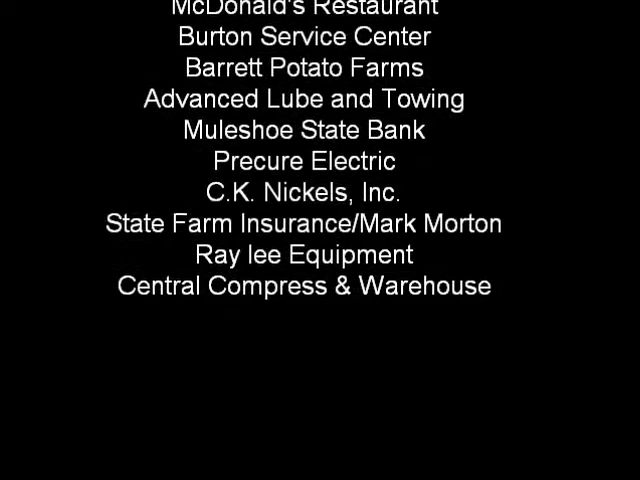 McDonald's Restaurant
Burton Service Center
Barrett Potato Farms
Advanced Lube and Towing
Muleshoe State Bank
Precure Electric
C.K. Nickels, Inc.
State Farm Insurance/Mark Morton
Ray lee Equipment
Central Compress & Warehouse